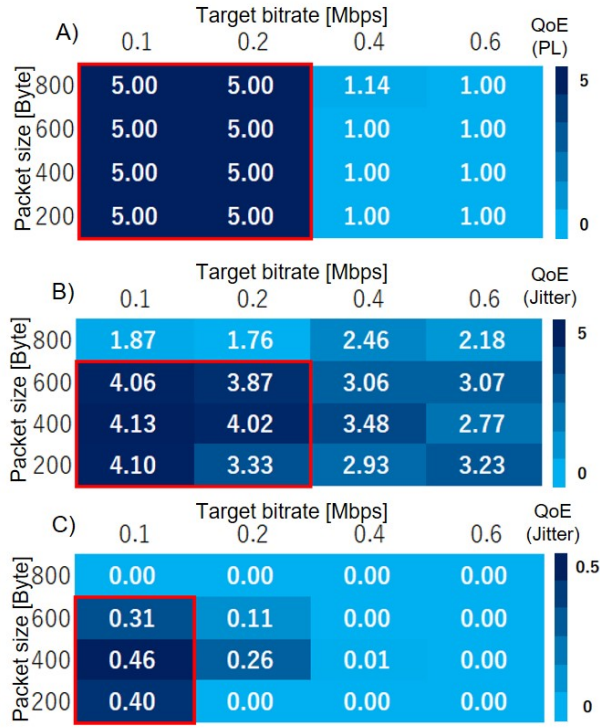 A)
Target bitrate [Mbps]
0.1 0.2 0.4 0.6
QoE
(PL)
Packet size [Byte]
800 5.00 5.00 1.14 1.00
600 5.00 5.00 1.00 1.00
400 5.00 5.00 1.00 1.00
200 5.00 5.00 1.00 1.00
5
0
B)
Target bitrate [Mbps]
0.1 0.2 0.4 0.6
QoE
(Jitter)
Packet size [Byte]
800 1.87 1.76 2.46 2.18
600 4.06 3.87 3.06 3.07
400 4.13 4.02 3.48 2.77
200 4.10 3.33 2.93 3.23
5
0
C)
Target bitrate [Mbps]
0.1 0.2 0.4 0.6
QoE
(Jitter)
Packet size [Byte]
800 0.00 0.00 0.00 0.00
600 0.31 0.11 0.00 0.00
400 0.46 0.26 0.01 0.00
200 0.40 0.00 0.00 0.00
0.5
0